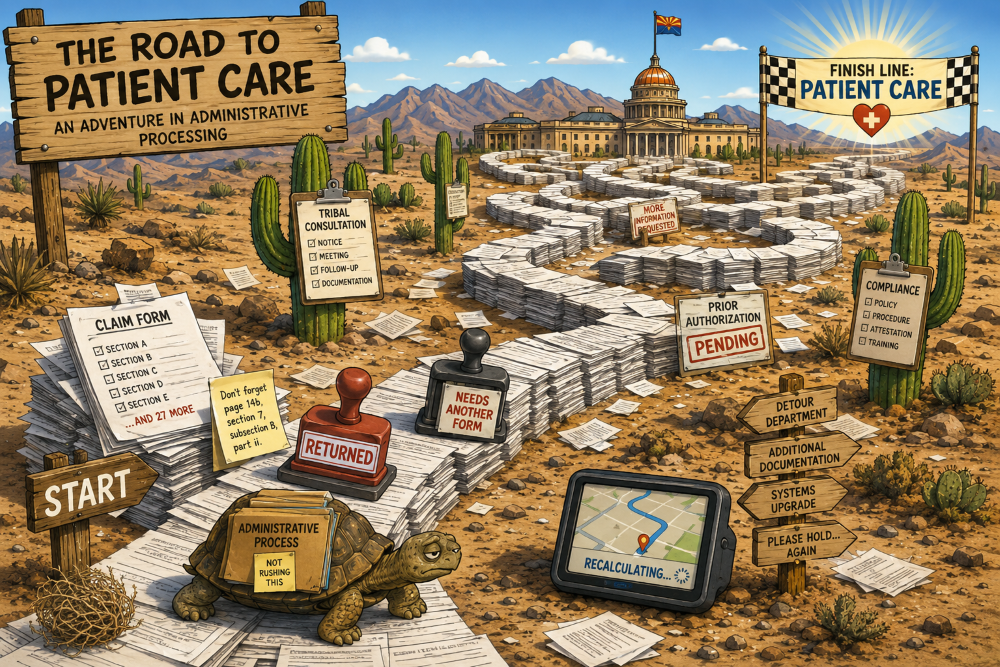 THE ROAD TO
PATIENT CARE
AN ADVENTURE IN ADMINISTRATIVE
PROCESSING
FINISH LINE:
PATIENT CARE
TRIBAL
CONSULTATION
NOTICE
MEETING
FOLLOW-UP
DOCUMENTATION
MORE
INFORMATION
REQUESTED
COMPLIANCE
POLICY
PROCEDURE
ATTESTATION
TRAINING
PRIOR
AUTHORIZATION
PENDING
CLAIM FORM
SECTION A
SECTION B
SECTION C
SECTION D
SECTION E
...AND 27 MORE
Don't forget
page 14b,
section 7,
subsection B,
part ii.
RETURNED
NEEDS
ANOTHER
FORM
START
ADMINISTRATIVE
PROCESS
NOT
RUSHING
THIS
RECALCULATING...
DETOUR
DEPARTMENT
ADDITIONAL
DOCUMENTATION
SYSTEMS
UPGRADE
PLEASE HOLD...
AGAIN